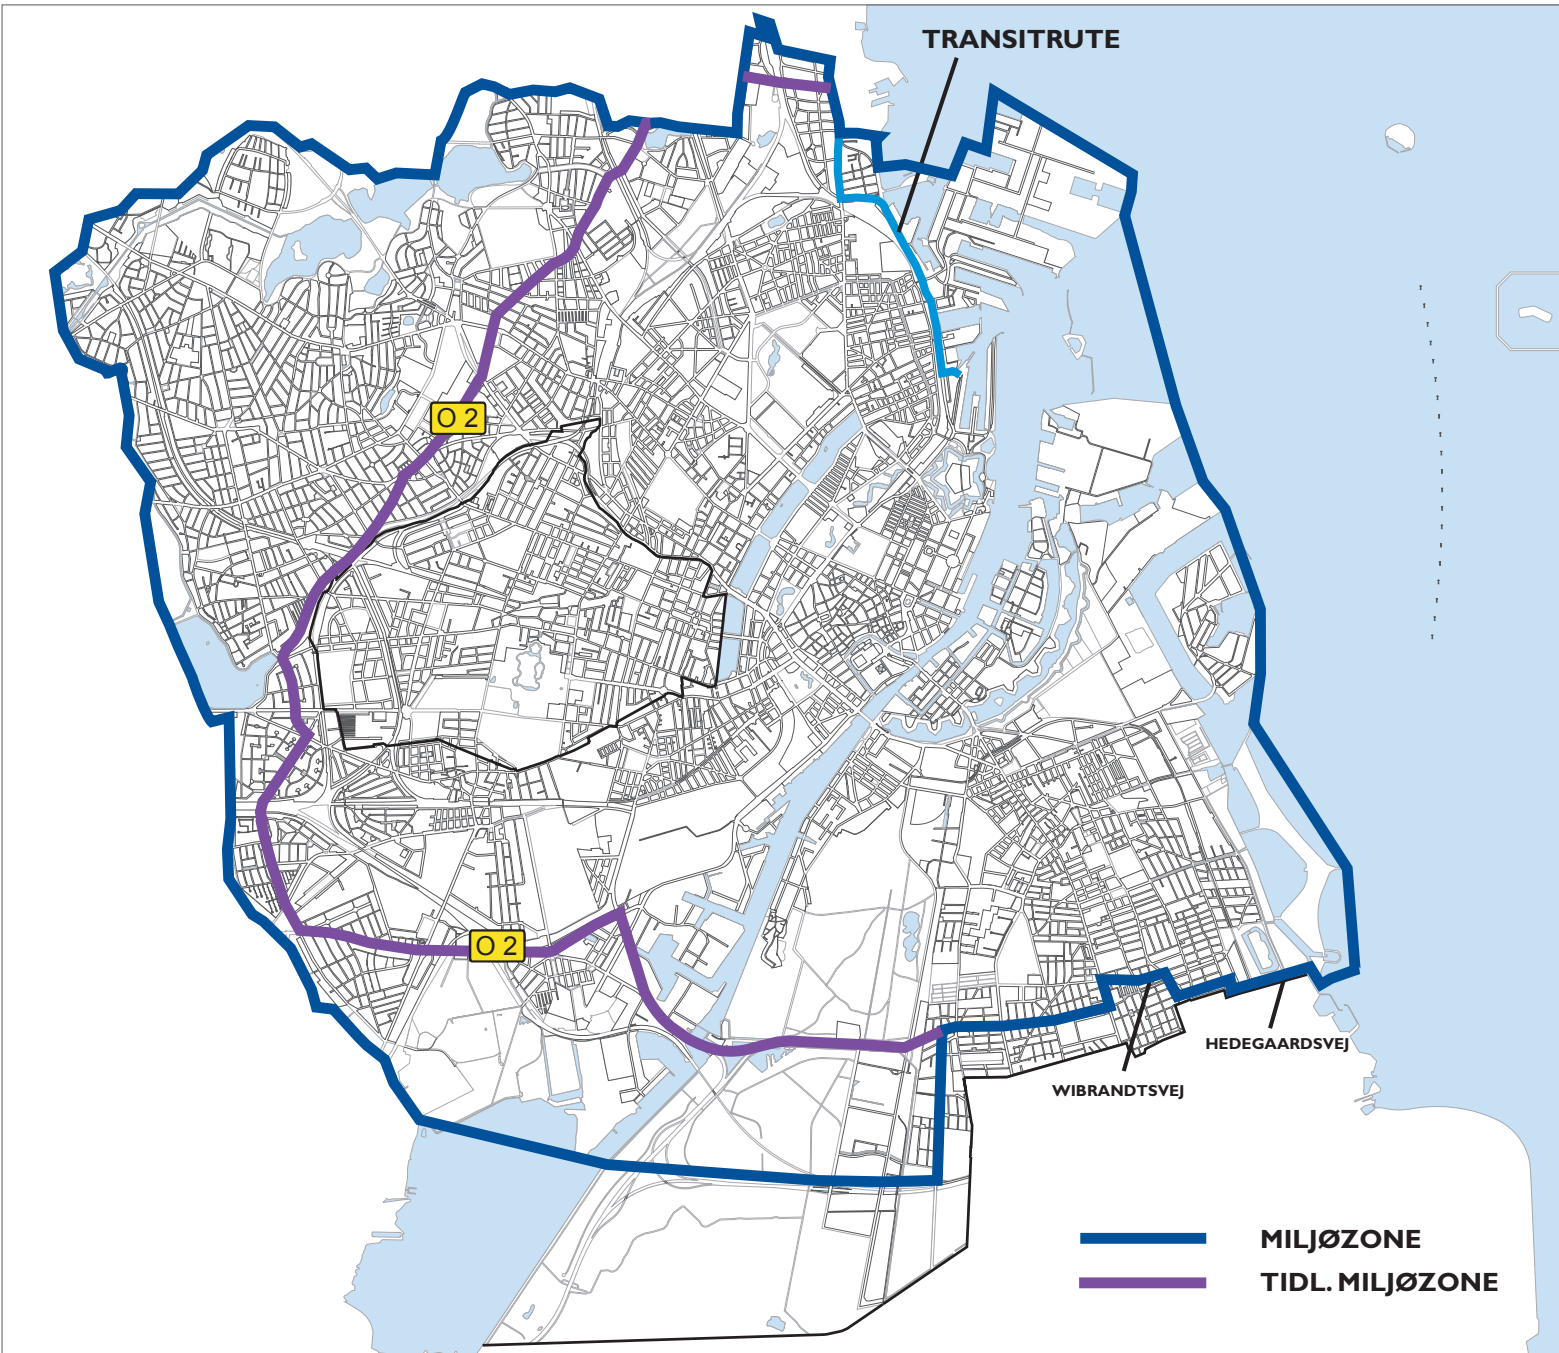 TRANSITRUTE
O 2
O 2
HEDEGAARDSVEJ
WIBRANDTSVEJ
MILJØZONE
TIDL. MILJØZONE